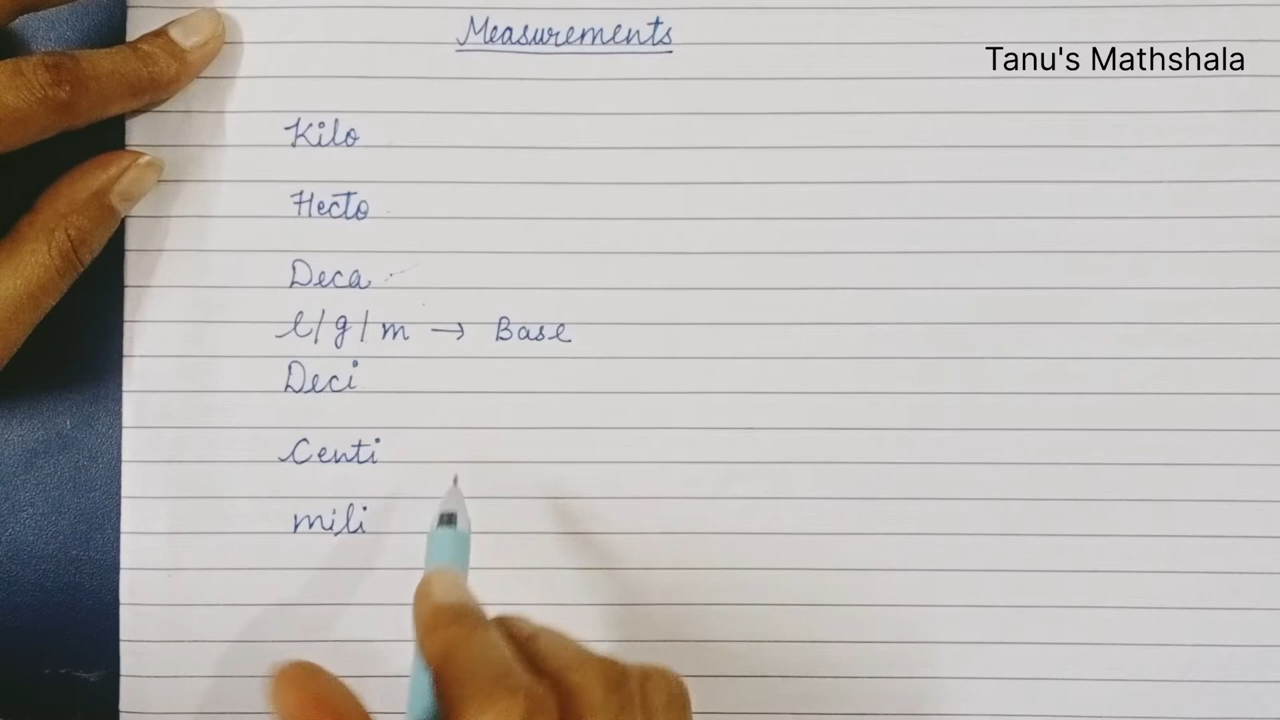 Measurements
Tanu's Mathshala
Kilo
Hecto
Deca
l/g/m → Base
Deci
Centi
mili